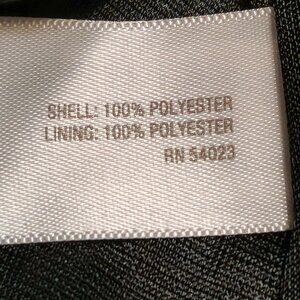 SHELL: 100% POLYESTER
LINING: 100% POLYESTER
RN 54023